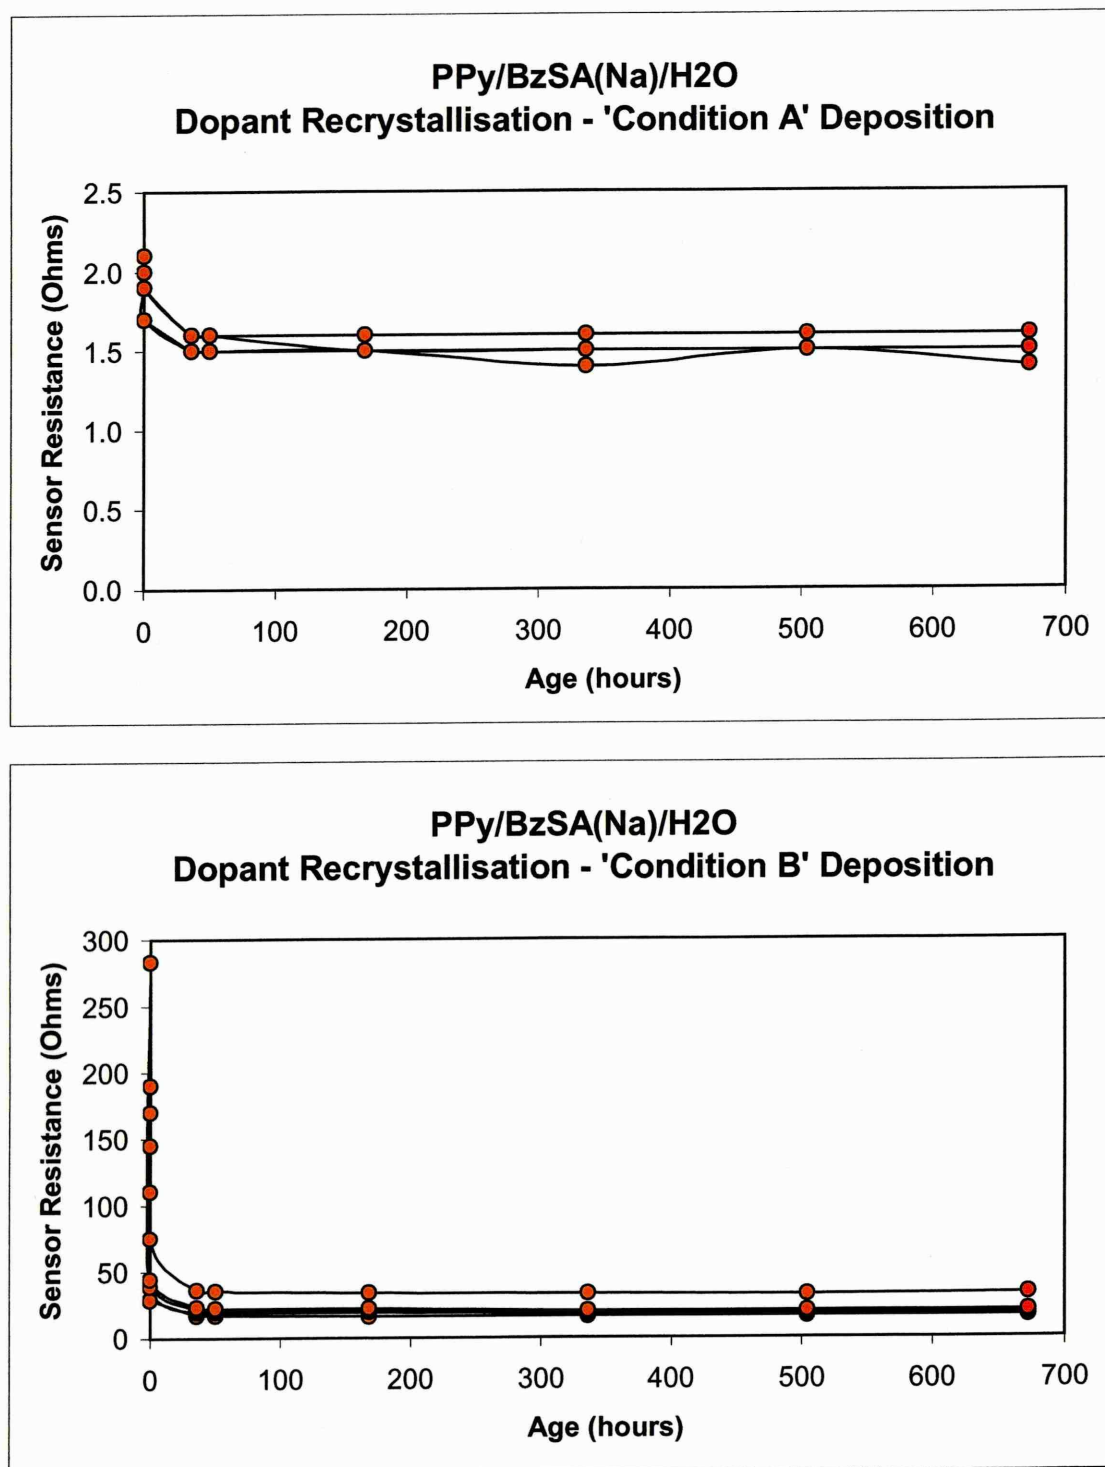 PPy/BzSA(Na)/H2O
Dopant Recrystallisation - 'Condition A' Deposition
Sensor Resistance (Ohms)
2.5
2.0
1.5
1.0
0.5
0.0
0 100 200 300 400 500 600 700
Age (hours)
PPy/BzSA(Na)/H2O
Dopant Recrystallisation - 'Condition B' Deposition
Sensor Resistance (Ohms)
300
250
200
150
100
50
0
0 100 200 300 400 500 600 700
Age (hours)